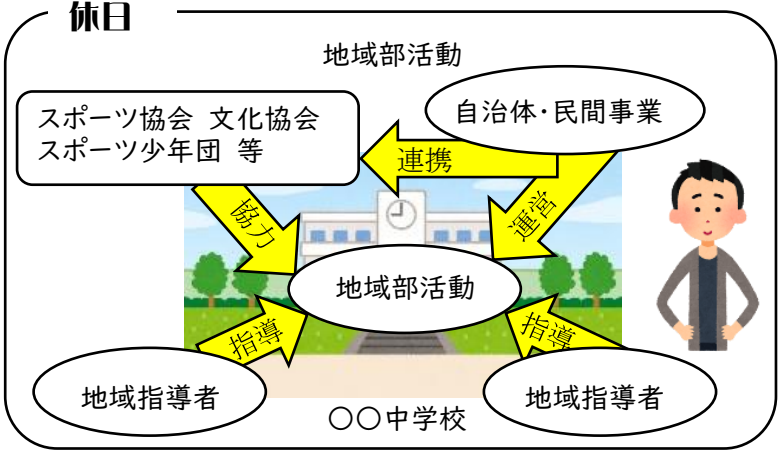 休日
地域部活動
スポーツ協会 文化協会
スポーツ少年団 等
自治体・民間事業
連携
協力
運営
地域部活動
指導
指導
地域指導者
地域指導者
〇〇中学校